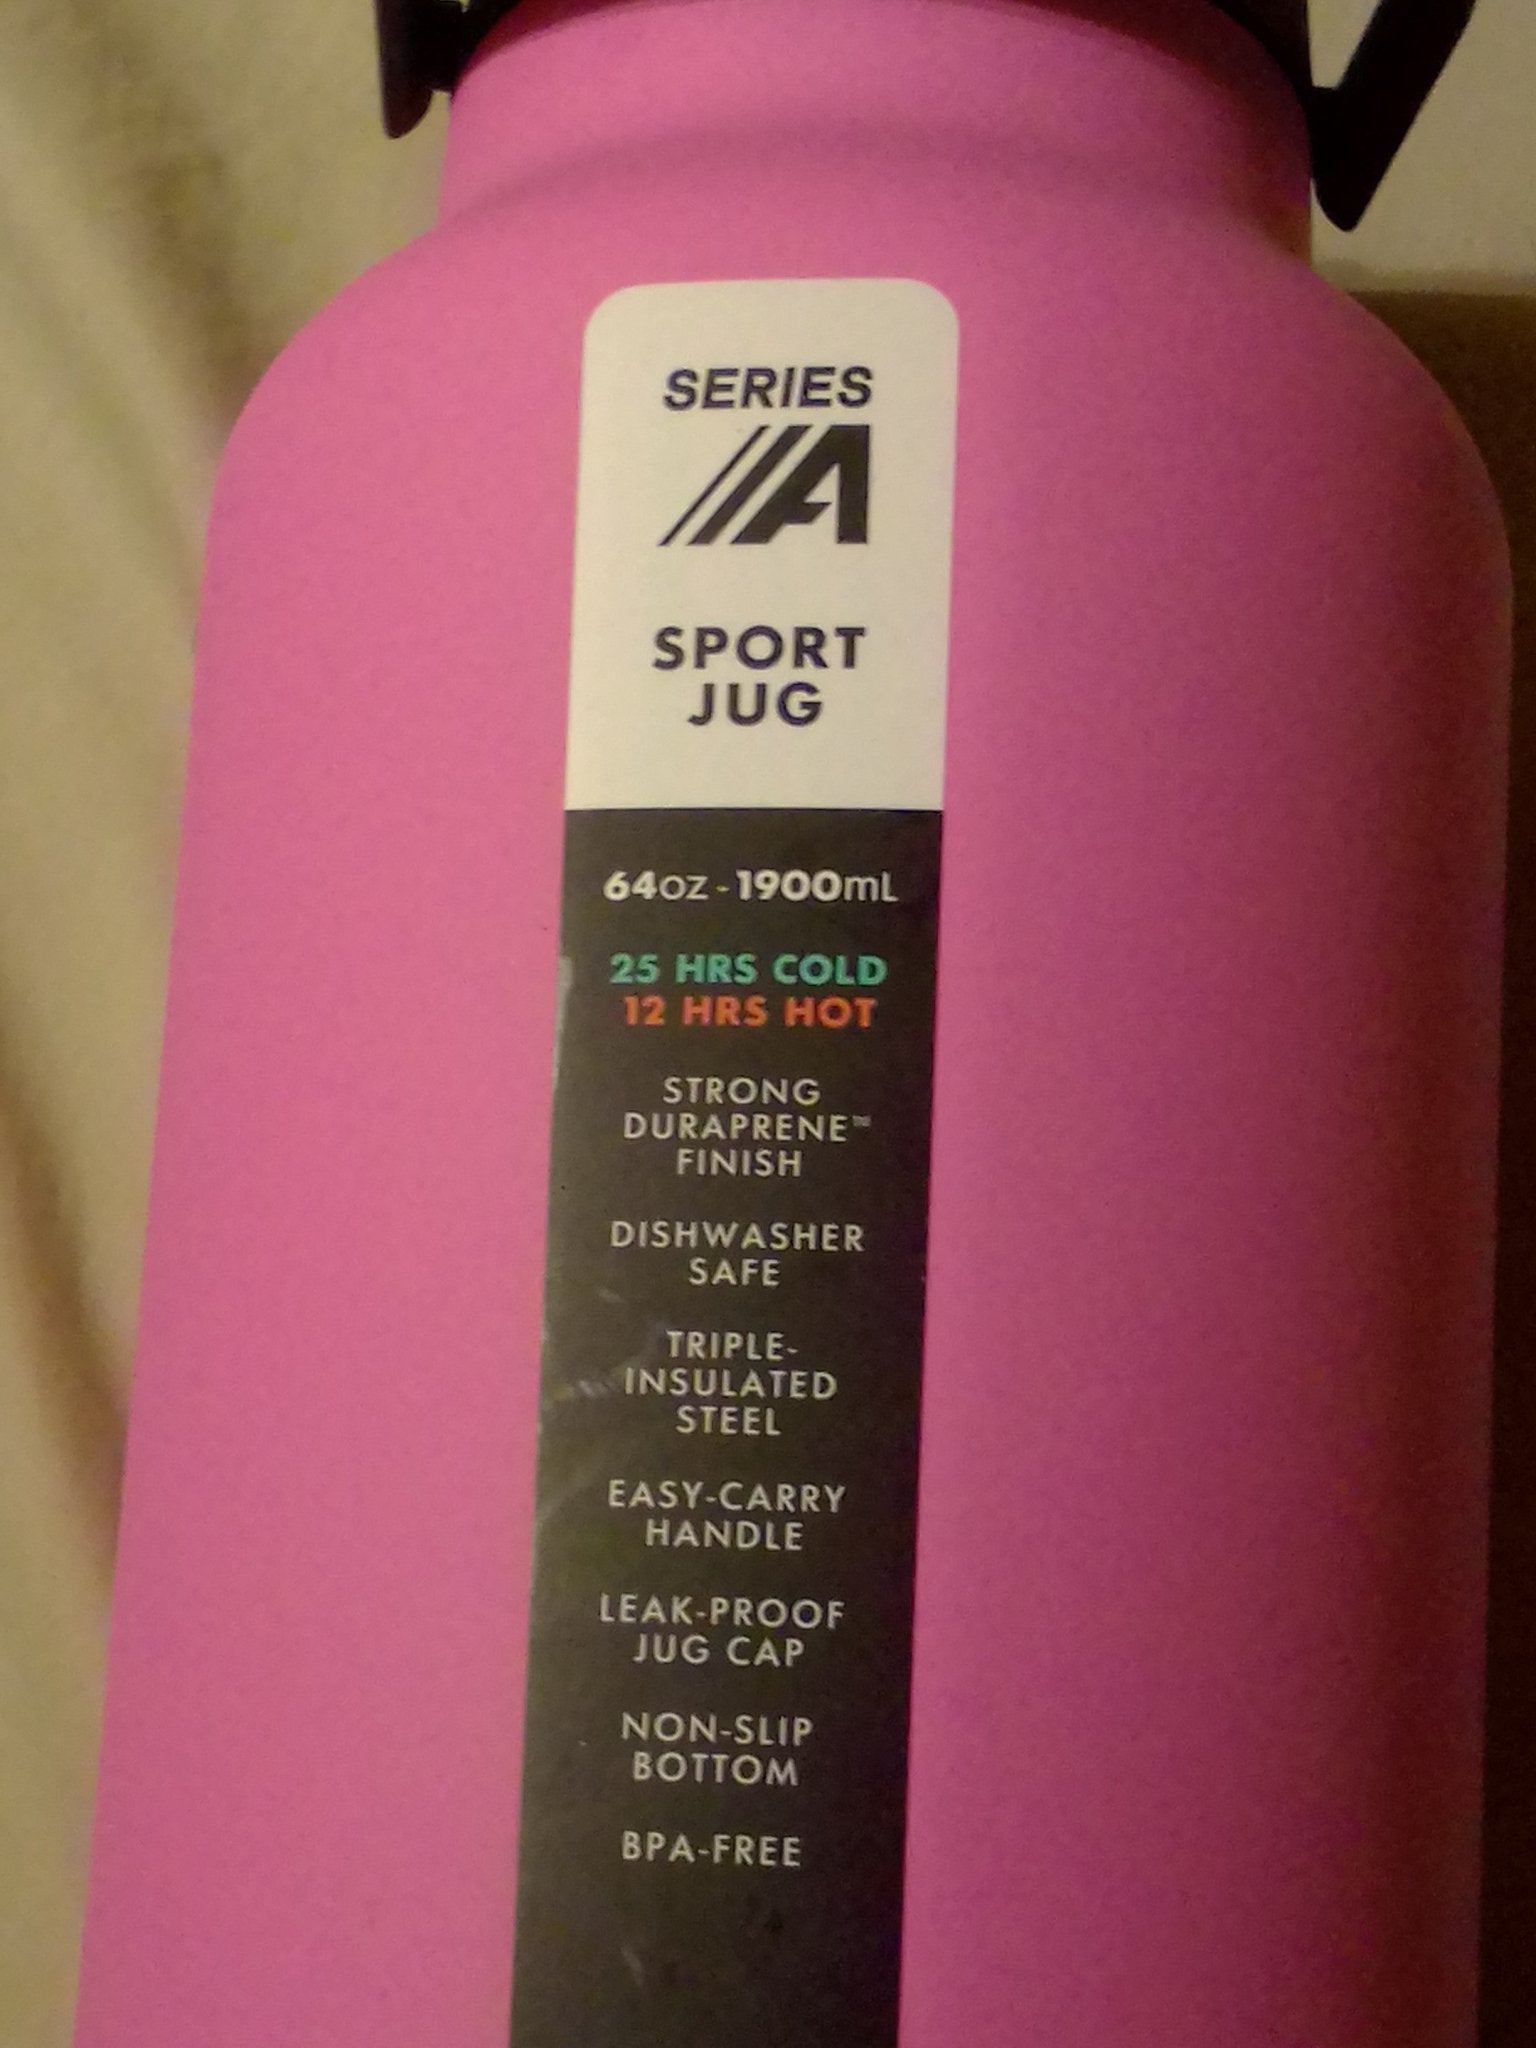 SERIES
A
SPORT
JUG
64oz - 1900mL
25 HRS COLD
12 HRS HOT
STRONG
DURAPRENE™
FINISH
DISHWASHER
SAFE
TRIPLE-
INSULATED
STEEL
EASY-CARRY
HANDLE
LEAK-PROOF
JUG CAP
NON-SLIP
BOTTOM
BPA-FREE